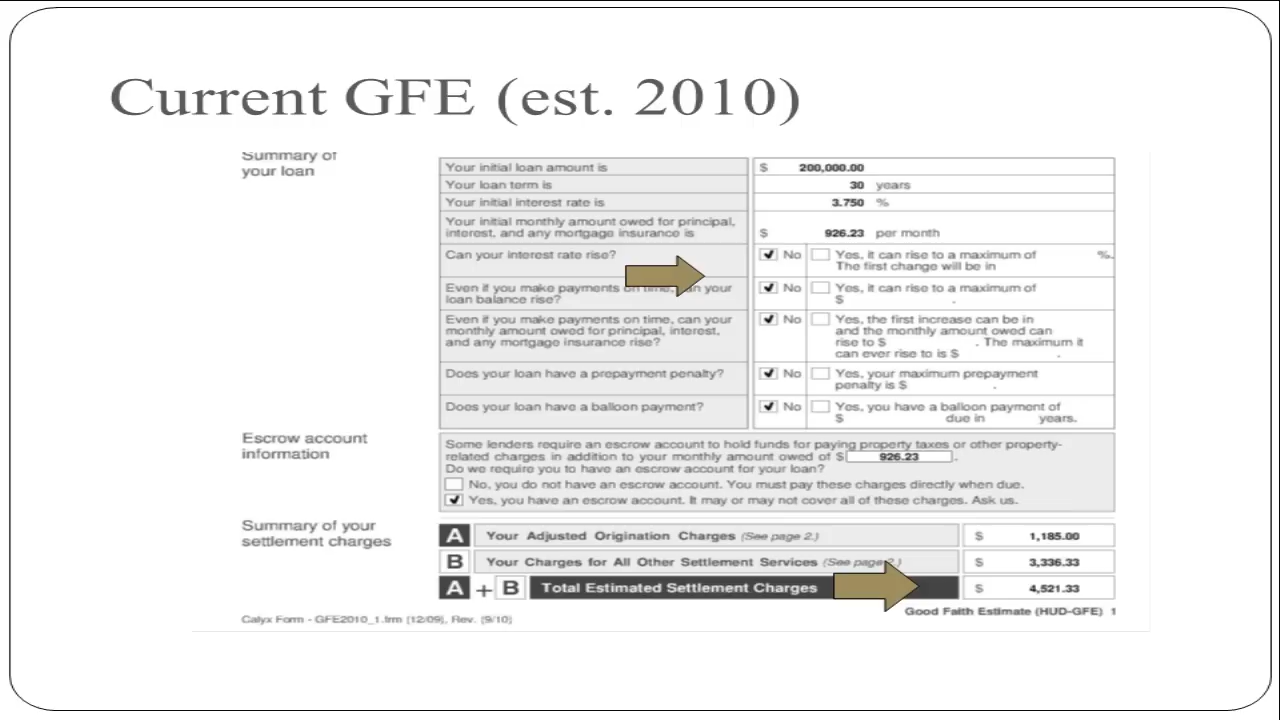 Current GFE (est. 2010)
Summary of
your loan
Your initial loan amount is $ 200,000.00
Your loan term is 30 years
Your initial interest rate is 3.750 %
Your initial monthly amount owed for principal,
interest, and any mortgage insurance is $ 926.23 per month
Can your interest rate rise? No Yes, it can rise to a maximum of %.
The first change will be in
Even if you make payments on time, can your
loan balance rise?
No Yes, it can rise to a maximum of
$ .
Even if you make payments on time, can your
monthly amount owed for principal, interest,
and any mortgage insurance rise?
No Yes, the first increase can be in
and the monthly amount owed can
rise to $ . The maximum it
can ever rise to is $ .
Does your loan have a prepayment penalty? No Yes, your maximum prepayment
penalty is $ .
Does your loan have a balloon payment? No Yes, you have a balloon payment of
$ due in years.
Escrow account
information
Some lenders require an escrow account to hold funds for paying property taxes or other property-
related charges in addition to your monthly amount owed of $ 926.23 .
Do we require you to have an escrow account for your loan?
No, you do not have an escrow account. You must pay these charges directly when due.
Yes, you have an escrow account. It may or may not cover all of these charges. Ask us.
Summary of your
settlement charges
A Your Adjusted Origination Charges (See page 2.) $ 1,185.00
B Your Charges for All Other Settlement Services (See page 2.) $ 3,336.33
A + B Total Estimated Settlement Charges $ 4,521.33
Good Faith Estimate (HUD-GFE) 1
Calyx Form - GFE2010_1.frm (12/09), Rev. (9/10)